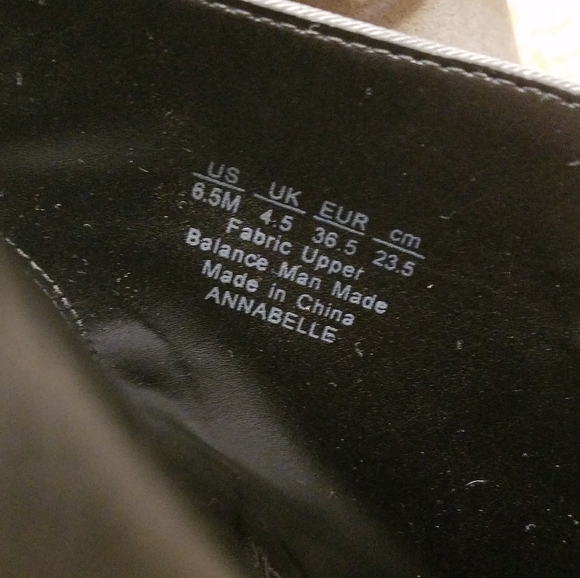 US UK EUR cm
6.5M 4.5 36.5 23.5
Fabric Upper
Balance Man Made
Made in China
ANNABELLE